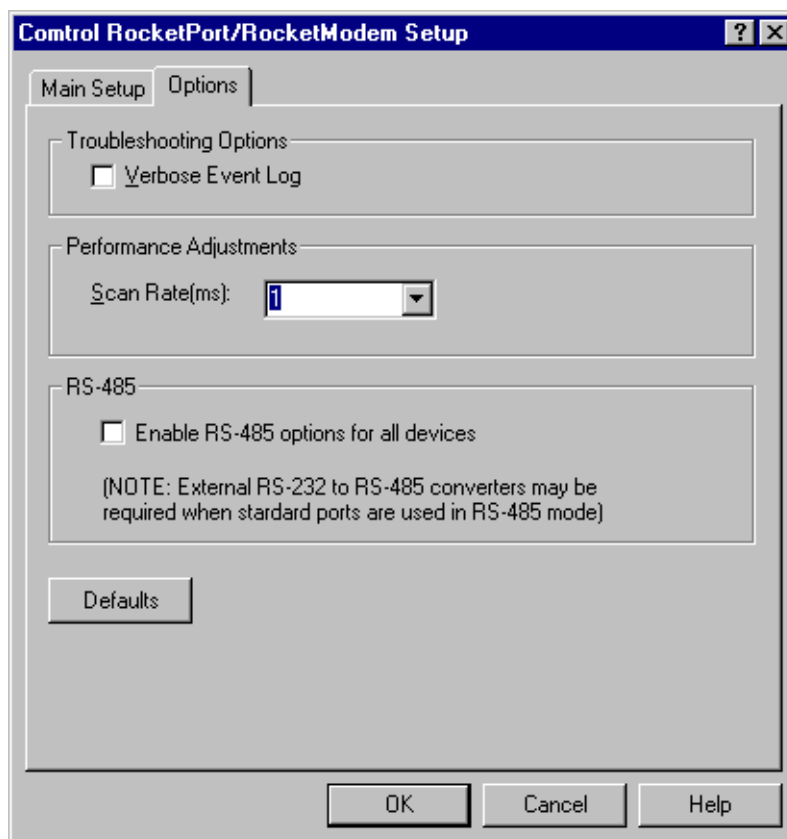 Comtrol RocketPort/RocketModem Setup
Main Setup
Options
Troubleshooting Options
Verbose Event Log
Performance Adjustments
Scan Rate(ms):
1
RS-485
Enable RS-485 options for all devices
(NOTE: External RS-232 to RS-485 converters may be
required when stardard ports are used in RS-485 mode)
Defaults
OK
Cancel
Help